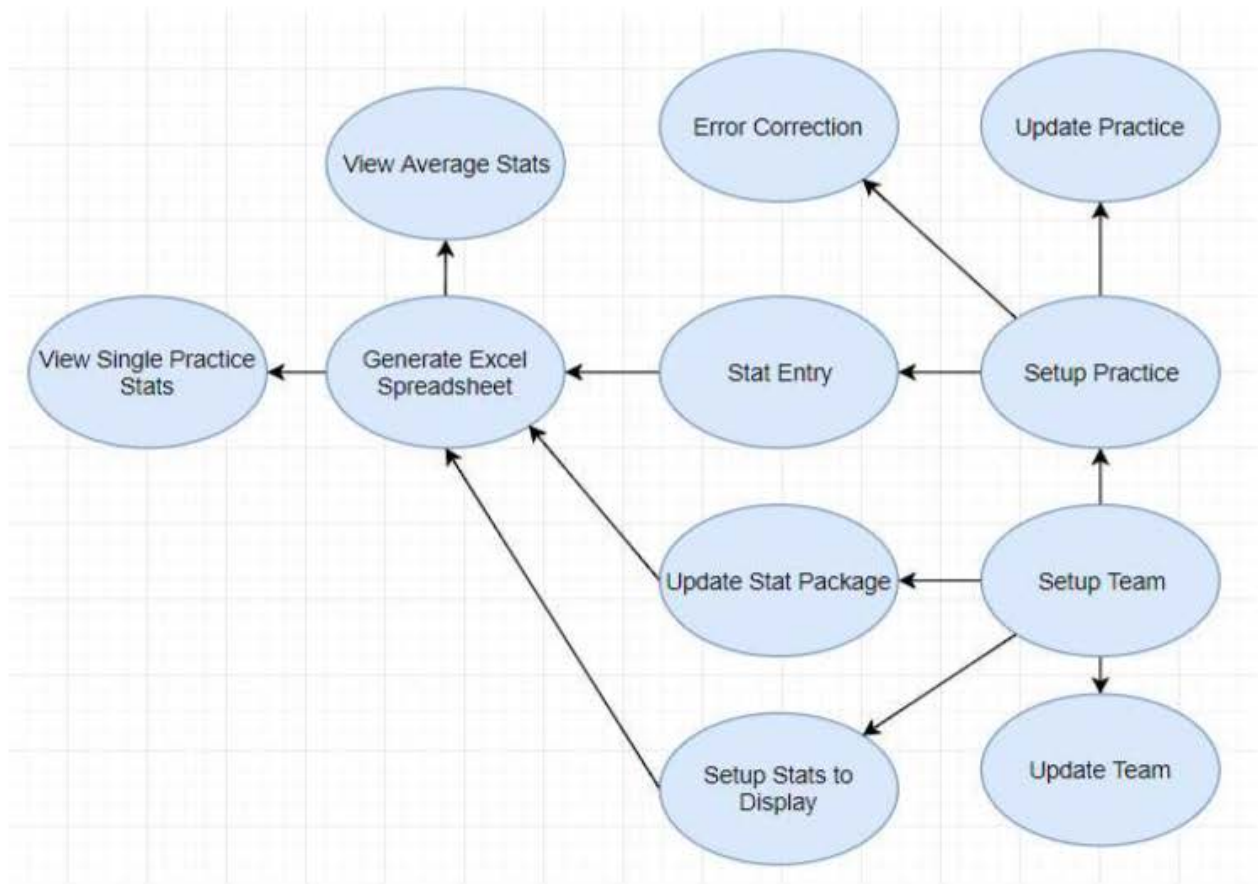 Error Correction
Update Practice
View Average Stats
View Single Practice
Stats
Generate Excel
Spreadsheet
Stat Entry
Setup Practice
Update Stat Package
Setup Team
Setup Stats to
Display
Update Team